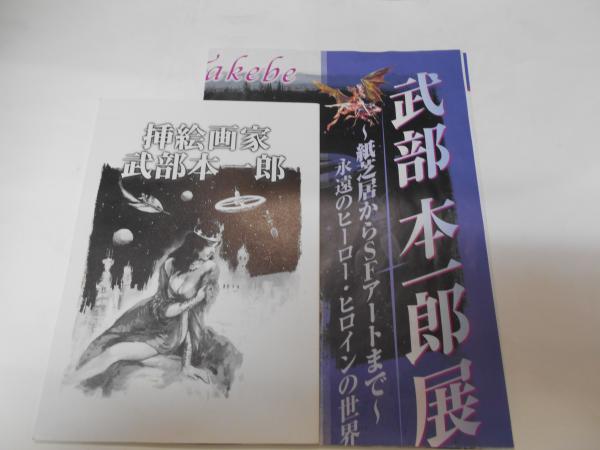 挿絵画家
武部本一郎
Takebe
武部本一郎展
~紙芝居からSFアートまで~
永遠のヒーロー・ヒロインの世界